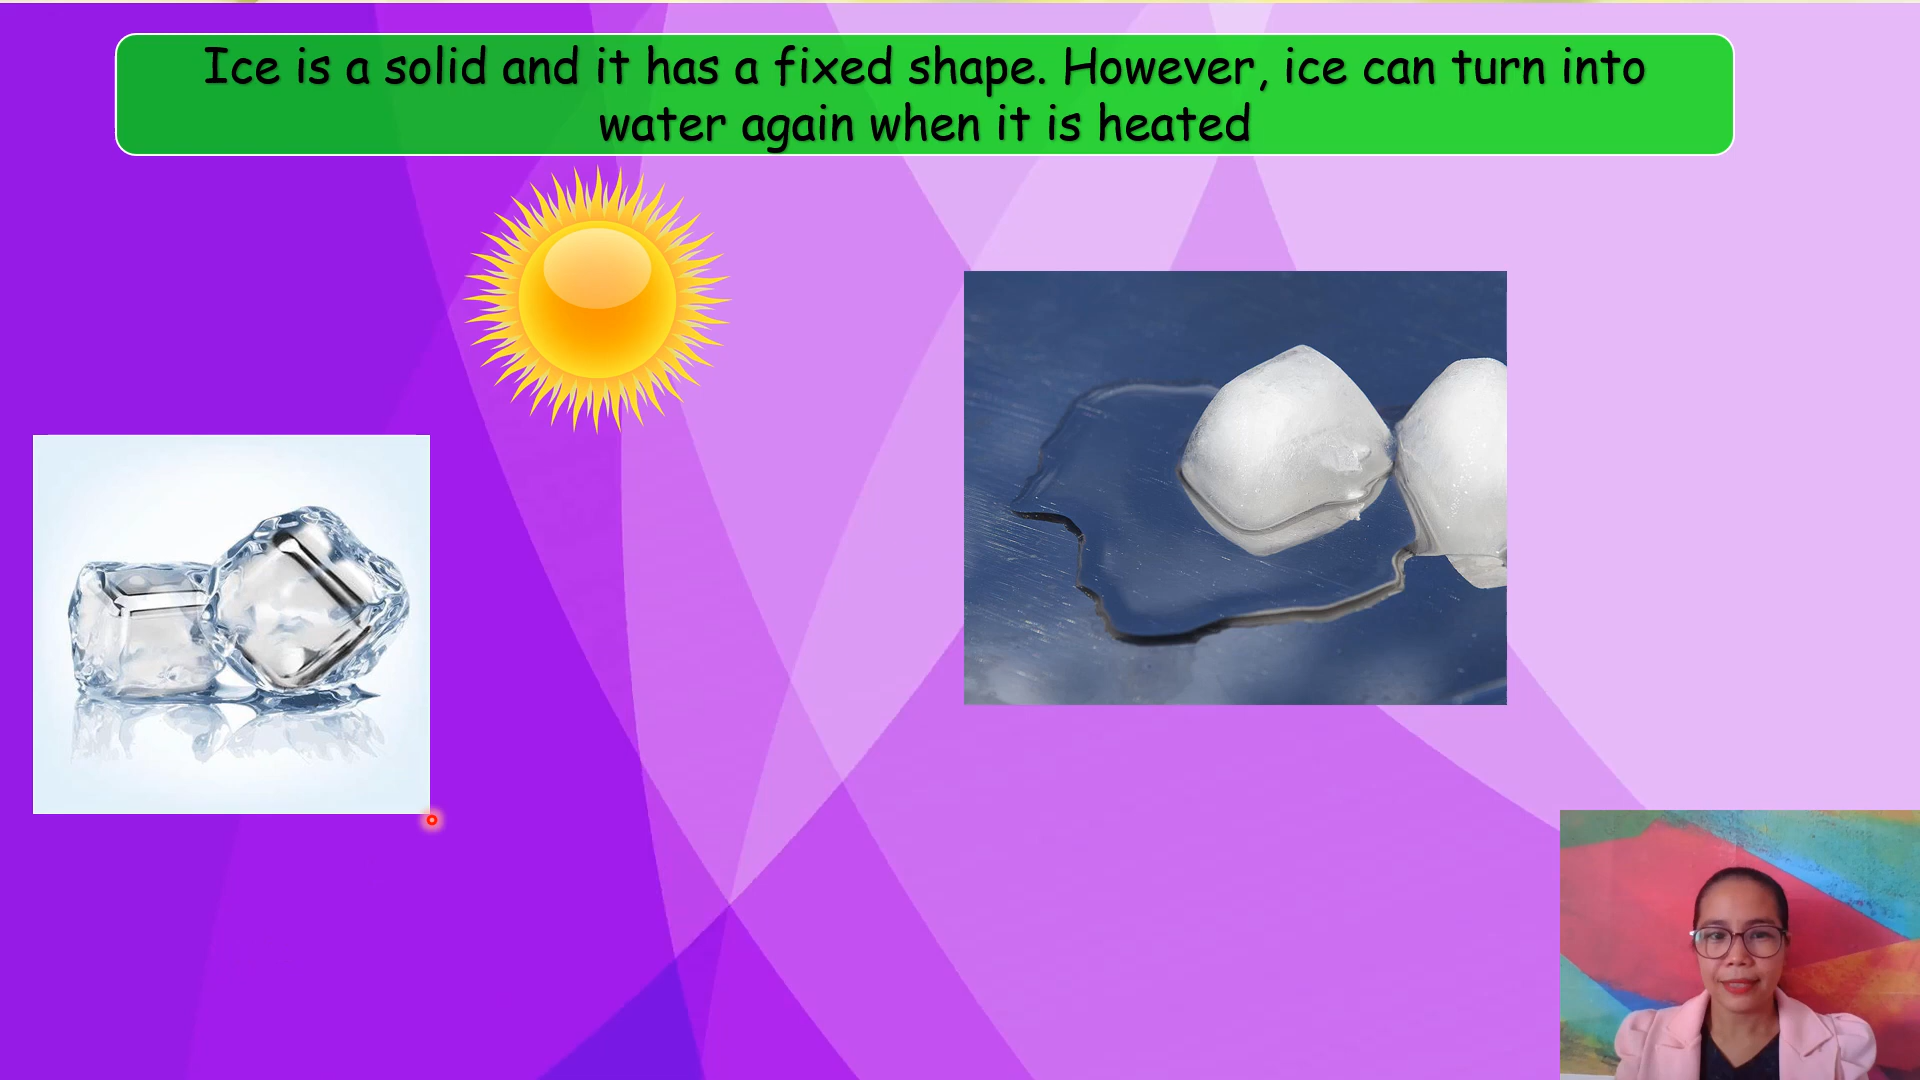 Ice is a solid and it has a fixed shape. However, ice can turn into
water again when it is heated